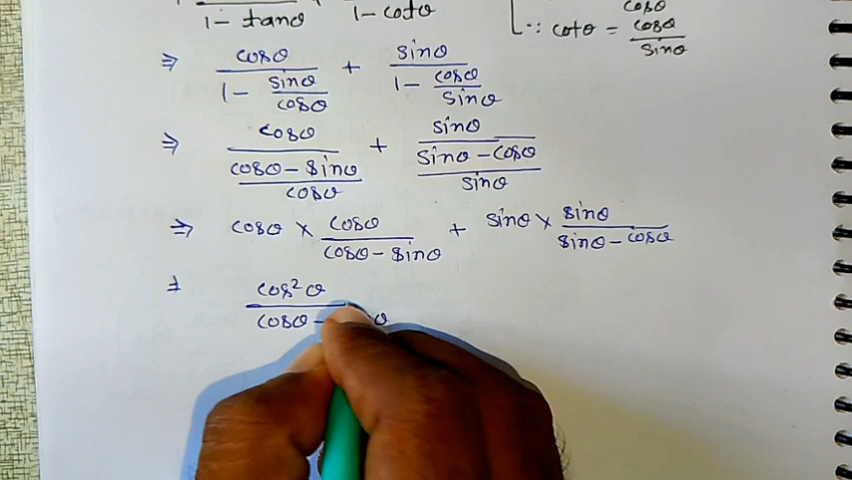 1 - tanθ 1 - cotθ cosθ
∵ cotθ = cosθ/sinθ
⇒ cosθ/(1 - sinθ/cosθ) + sinθ/(1 - cosθ/sinθ)
⇒ cosθ/((cosθ - sinθ)/cosθ) + sinθ/((sinθ - cosθ)/sinθ)
⇒ cosθ × cosθ/(cosθ - sinθ) + sinθ × sinθ/(sinθ - cosθ)
⇒ cos²θ/(cosθ - θ